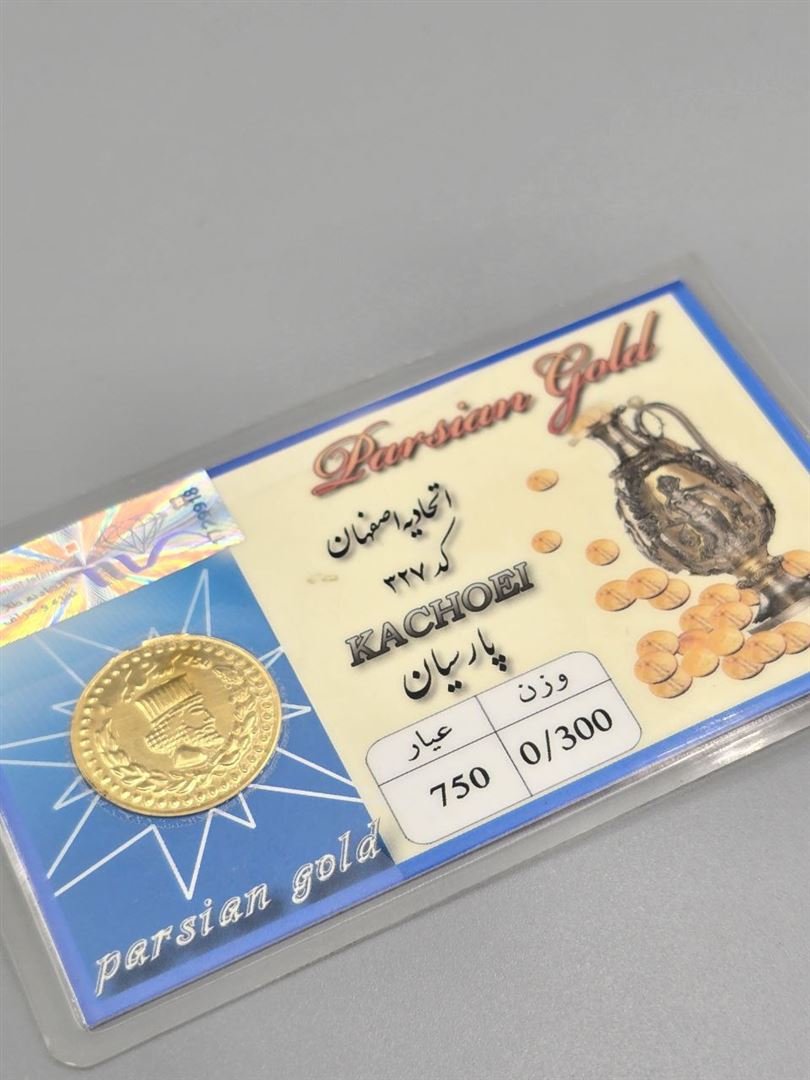 Parsian Gold
اتحادیه اصفهان
کد ۳۲۷
KACHOEI
پارسیان
وزن عیار
0/300 750
parsian gold